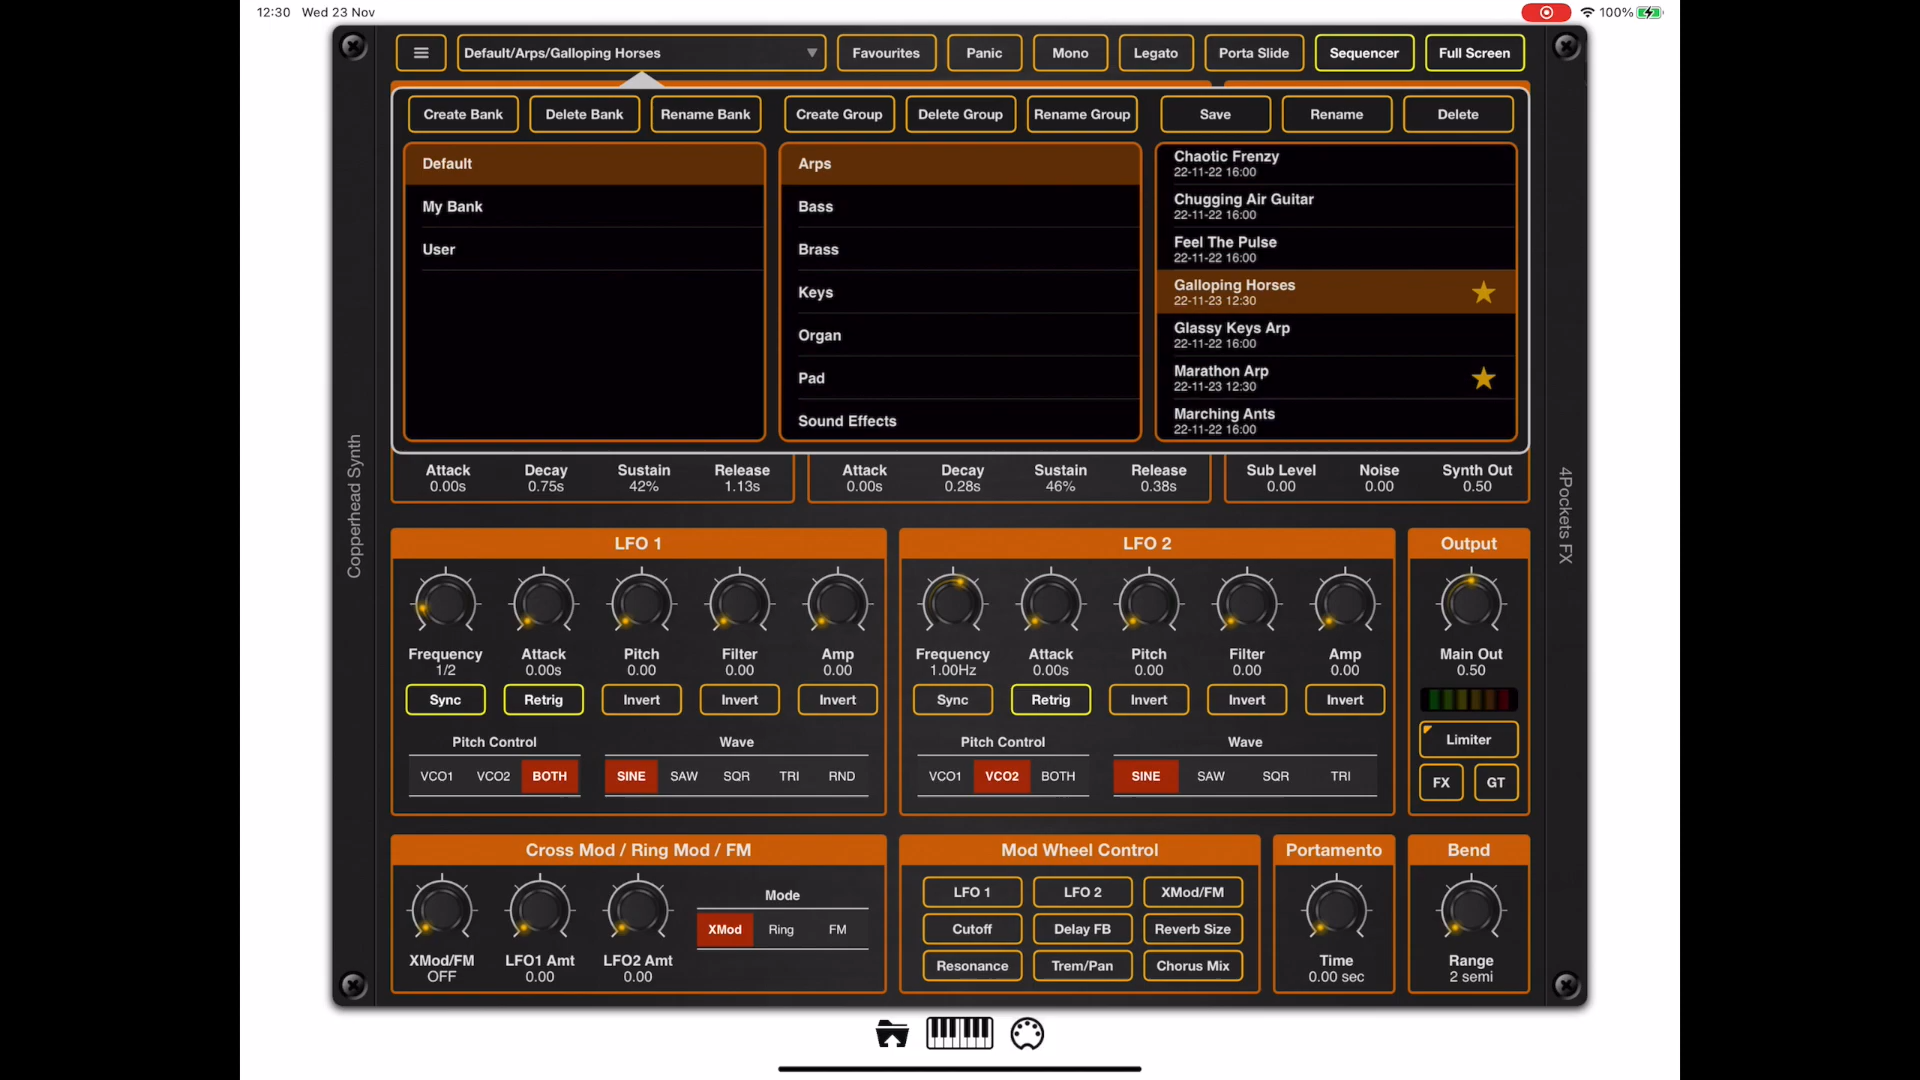 12:30 Wed 23 Nov
100%
Default/Arps/Galloping Horses
Favourites
Panic
Mono
Legato
Porta Slide
Sequencer
Full Screen
Create Bank
Delete Bank
Rename Bank
Create Group
Delete Group
Rename Group
Save
Rename
Delete
Default
My Bank
User
Arps
Bass
Brass
Keys
Organ
Pad
Sound Effects
Chaotic Frenzy
22-11-22 16:00
Chugging Air Guitar
22-11-22 16:00
Feel The Pulse
22-11-22 16:00
Galloping Horses
22-11-23 12:30
Glassy Keys Arp
22-11-22 16:00
Marathon Arp
22-11-23 12:30
Marching Ants
22-11-22 16:00
Copperhead Synth
4Pockets FX
Attack Decay Sustain Release
0.00s 0.75s 42% 1.13s
Attack Decay Sustain Release
0.00s 0.28s 46% 0.38s
Sub Level Noise Synth Out
0.00 0.00 0.50
LFO 1
Frequency Attack Pitch Filter Amp
1/2 0.00s 0.00 0.00 0.00
Sync Retrig Invert Invert Invert
Pitch Control Wave
VCO1 VCO2 BOTH SINE SAW SQR TRI RND
LFO 2
Frequency Attack Pitch Filter Amp
1.00Hz 0.00s 0.00 0.00 0.00
Sync Retrig Invert Invert Invert
Pitch Control Wave
VCO1 VCO2 BOTH SINE SAW SQR TRI
Output
Main Out
0.50
Limiter
FX GT
Cross Mod / Ring Mod / FM
Mode
XMod Ring FM
XMod/FM LFO1 Amt LFO2 Amt
OFF 0.00 0.00
Mod Wheel Control
LFO 1 LFO 2 XMod/FM
Cutoff Delay FB Reverb Size
Resonance Trem/Pan Chorus Mix
Portamento
Time
0.00 sec
Bend
Range
2 semi